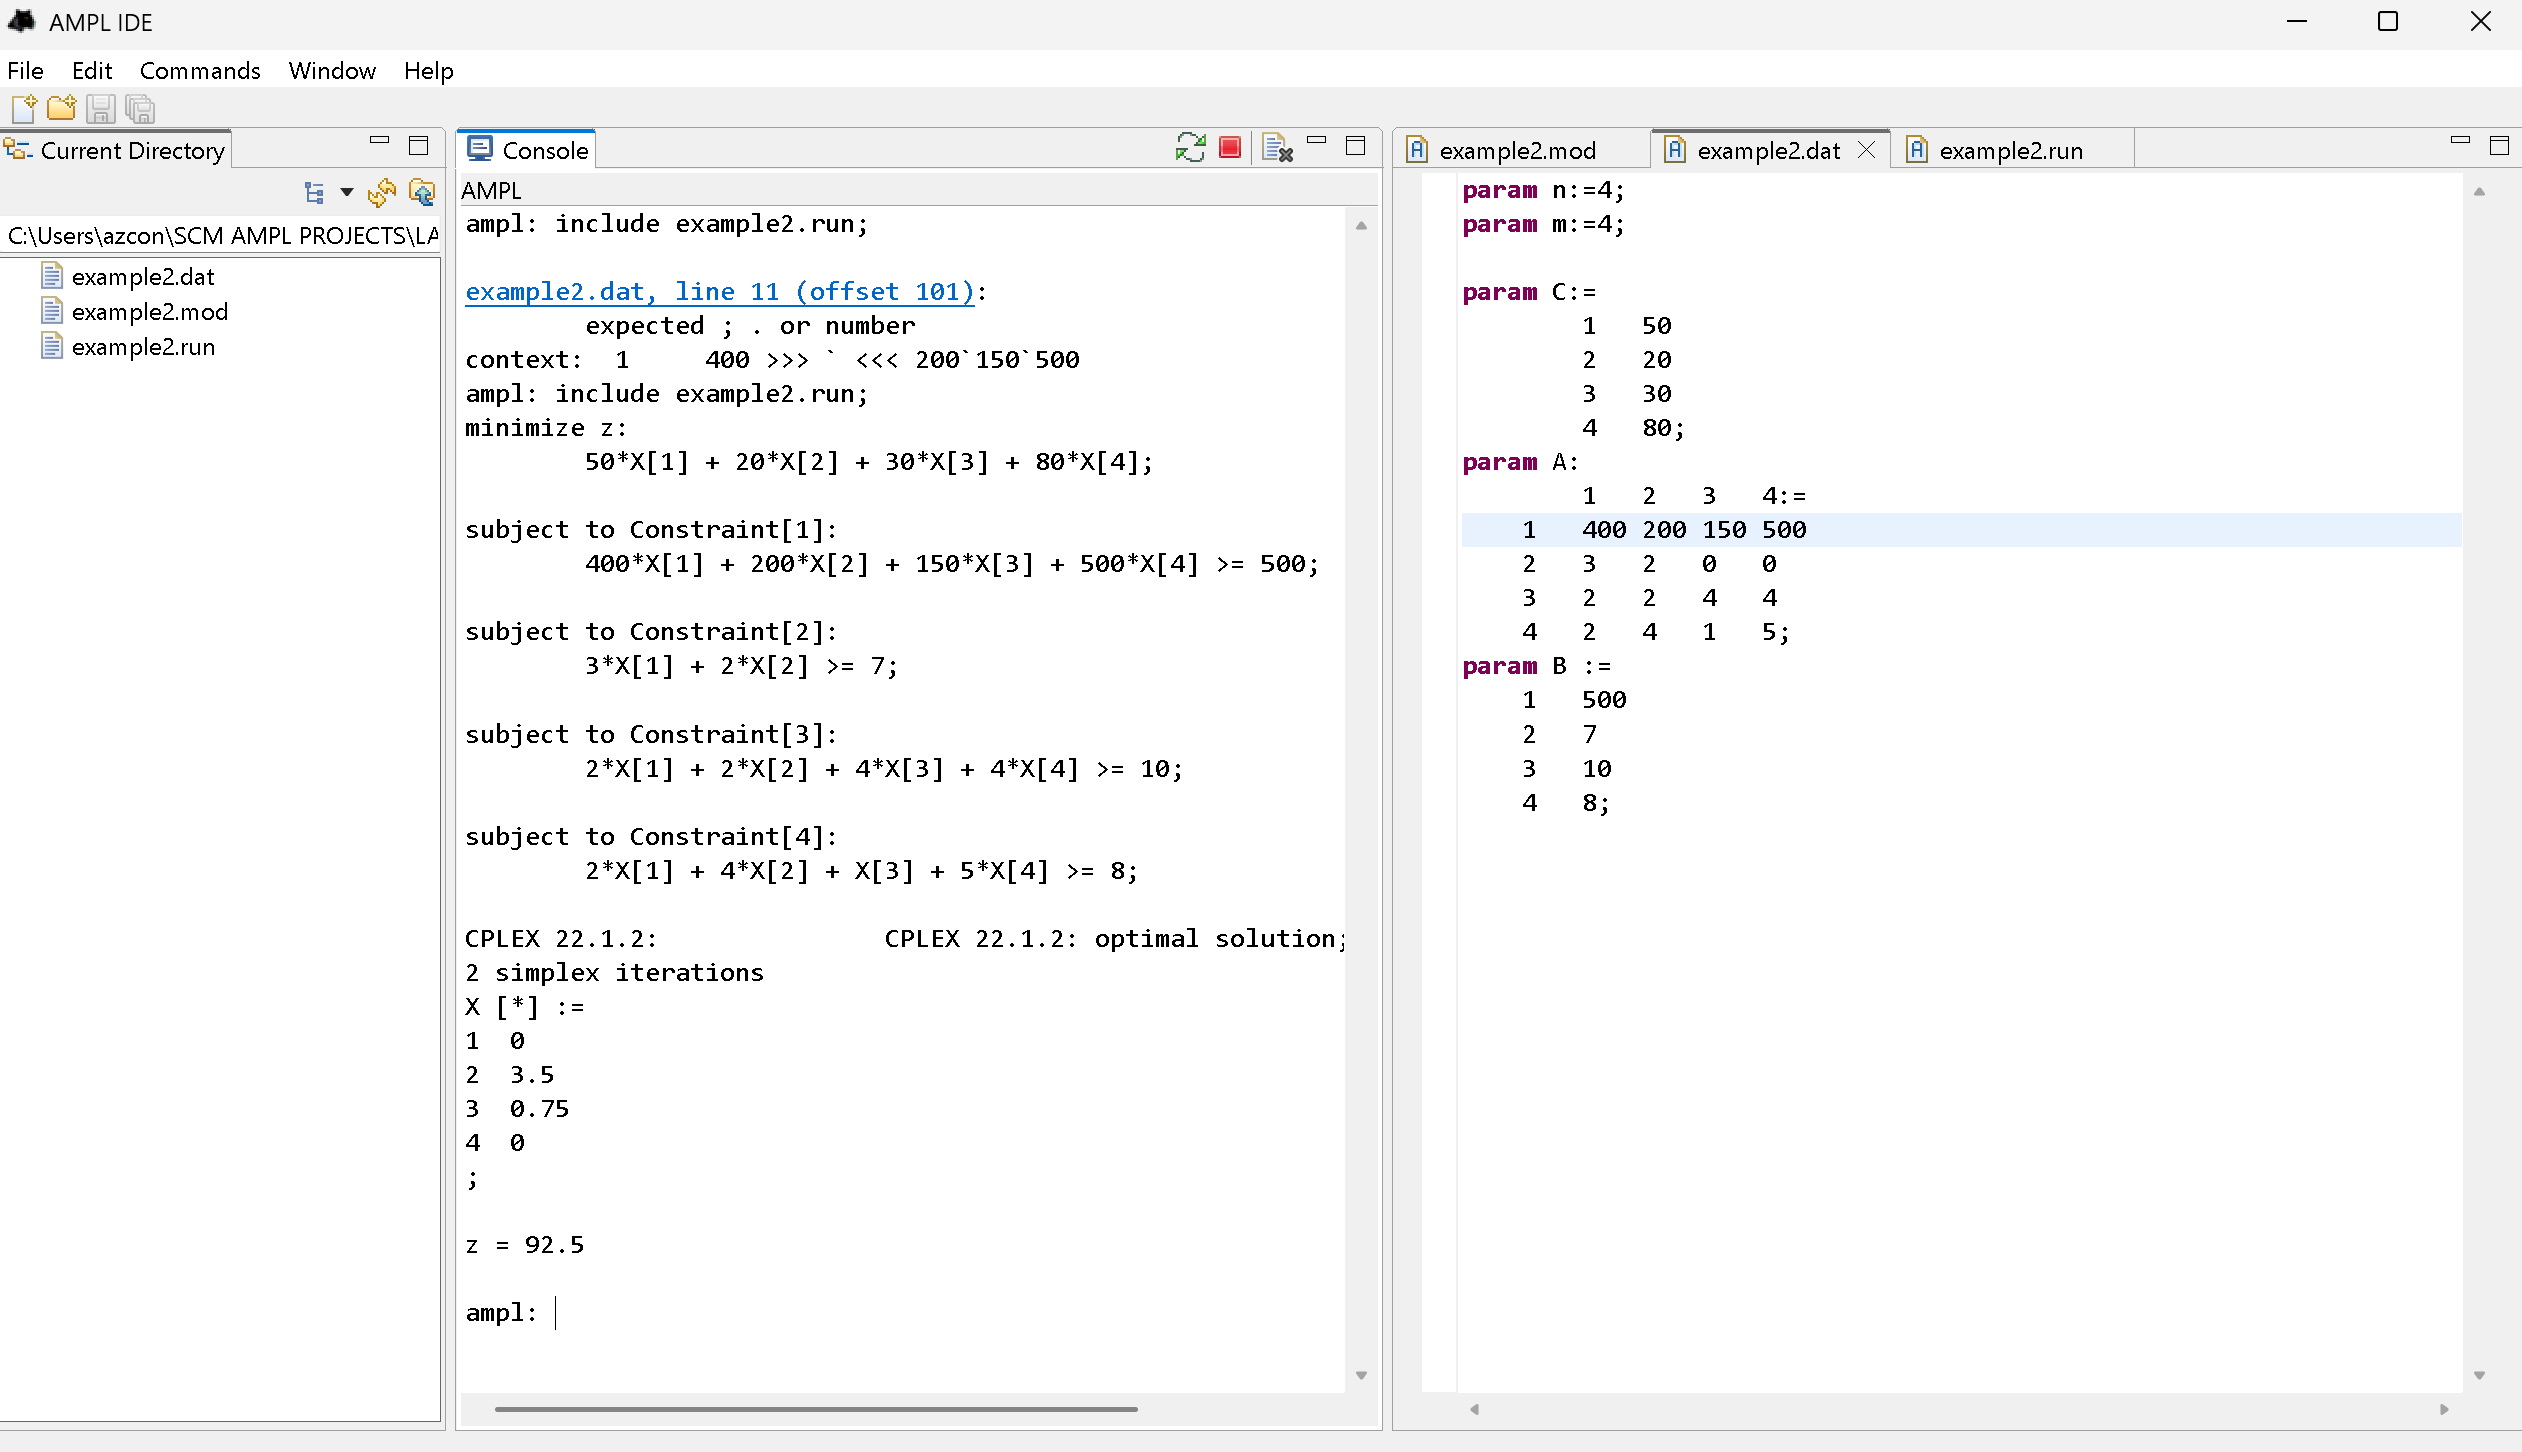 AMPL IDE
File Edit Commands Window Help
Current Directory
C:\Users\azcon\SCM AMPL PROJECTS\LA
example2.dat
example2.mod
example2.run
Console
AMPL
ampl: include example2.run;
example2.dat, line 11 (offset 101):
expected ; . or number
context:  1     400 >>> ` <<< 200`150`500
ampl: include example2.run;
minimize z:
50*X[1] + 20*X[2] + 30*X[3] + 80*X[4];
subject to Constraint[1]:
400*X[1] + 200*X[2] + 150*X[3] + 500*X[4] >= 500;
subject to Constraint[2]:
3*X[1] + 2*X[2] >= 7;
subject to Constraint[3]:
2*X[1] + 2*X[2] + 4*X[3] + 4*X[4] >= 10;
subject to Constraint[4]:
2*X[1] + 4*X[2] + X[3] + 5*X[4] >= 8;
CPLEX 22.1.2:               CPLEX 22.1.2: optimal solution;
2 simplex iterations
X [*] :=
1  0
2  3.5
3  0.75
4  0
;
z = 92.5
ampl:
example2.mod example2.dat example2.run
param n:=4;
param m:=4;
param C:=
1   50
2   20
3   30
4   80;
param A:
1   2   3   4:=
1   400 200 150 500
2   3   2   0   0
3   2   2   4   4
4   2   4   1   5;
param B :=
1   500
2   7
3   10
4   8;